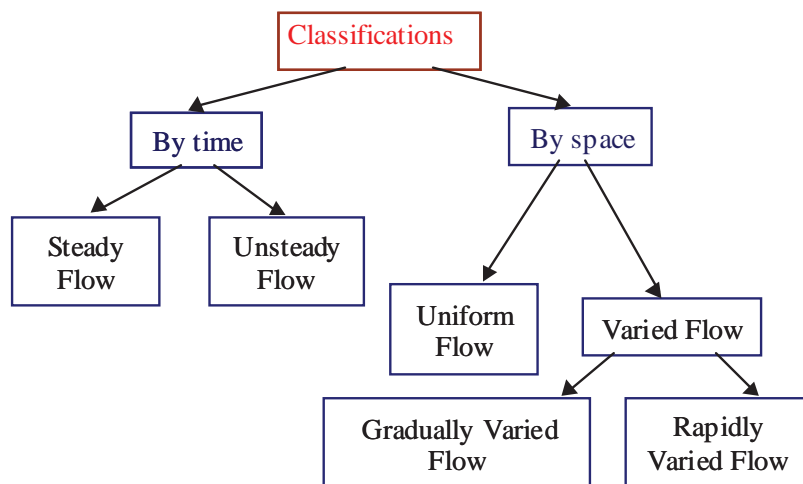 Classifications
By time
By space
Steady
Flow
Unsteady
Flow
Uniform
Flow
Varied Flow
Gradually Varied
Flow
Rapidly
Varied Flow